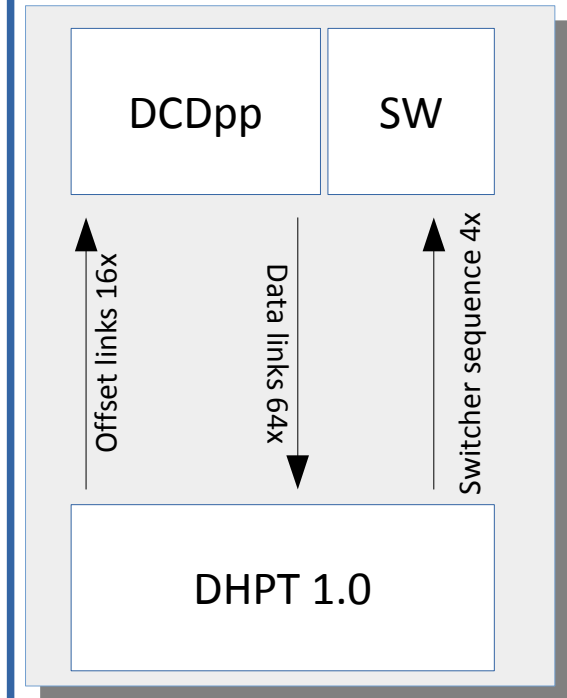 DCDpp
SW
Offset links 16x
Data links 64x
Switcher sequence 4x
DHPT 1.0